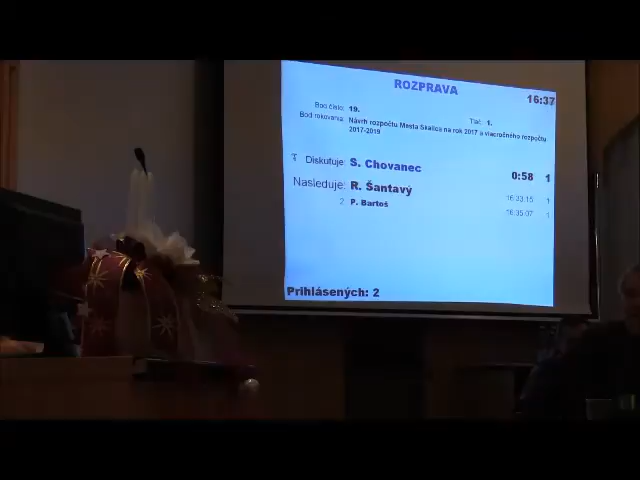 ROZPRAVA
16:37
Bod číslo: 19. Tlač: 1.
Bod rokovania: Návrh rozpočtu Mesta Skalica na rok 2017 a viacročného rozpočtu
2017-2019
Diskutuje: S. Chovanec 0:58 1
Nasleduje: R. Šantavý 16:33:15 1
2 P. Bartoš 16:35:07 1
Prihlásených: 2